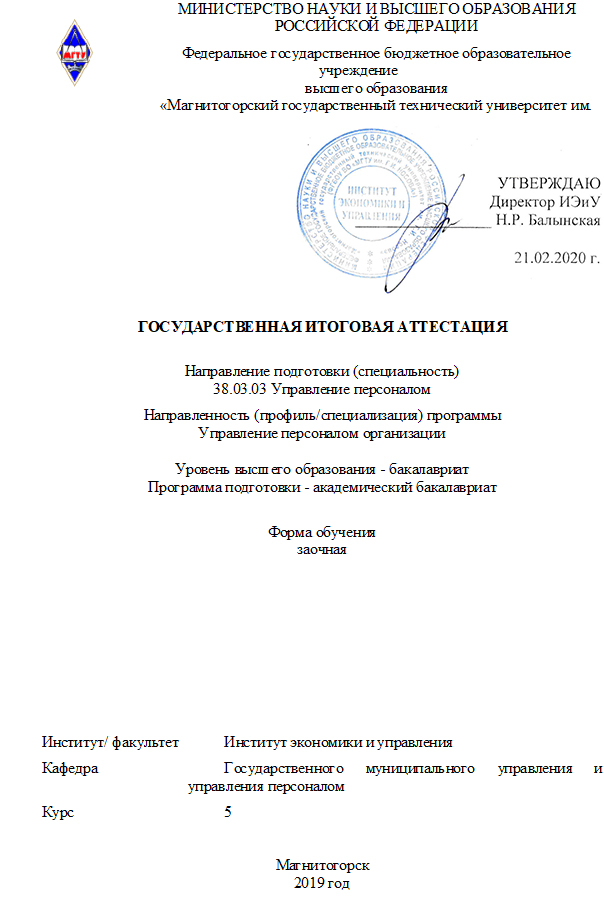 МИНИСТЕРСТВО НАУКИ И ВЫСШЕГО ОБРАЗОВАНИЯ
РОССИЙСКОЙ ФЕДЕРАЦИИ
МГТУ
Федеральное государственное бюджетное образовательное
учреждение
высшего образования
«Магнитогорский государственный технический университет им.
ИНСТИТУТ
ЭКОНОМИКИ И
УПРАВЛЕНИЯ
УТВЕРЖДАЮ
Директор ИЭиУ
Н.Р. Балынская
21.02.2020 г.
ГОСУДАРСТВЕННАЯ ИТОГОВАЯ АТТЕСТАЦИЯ
Направление подготовки (специальность)
38.03.03 Управление персоналом
Направленность (профиль/специализация) программы
Управление персоналом организации
Уровень высшего образования - бакалавриат
Программа подготовки - академический бакалавриат
Форма обучения
заочная
Институт/ факультет Институт экономики и управления
Кафедра Государственного муниципального управления и
управления персоналом
Курс 5
Магнитогорск
2019 год